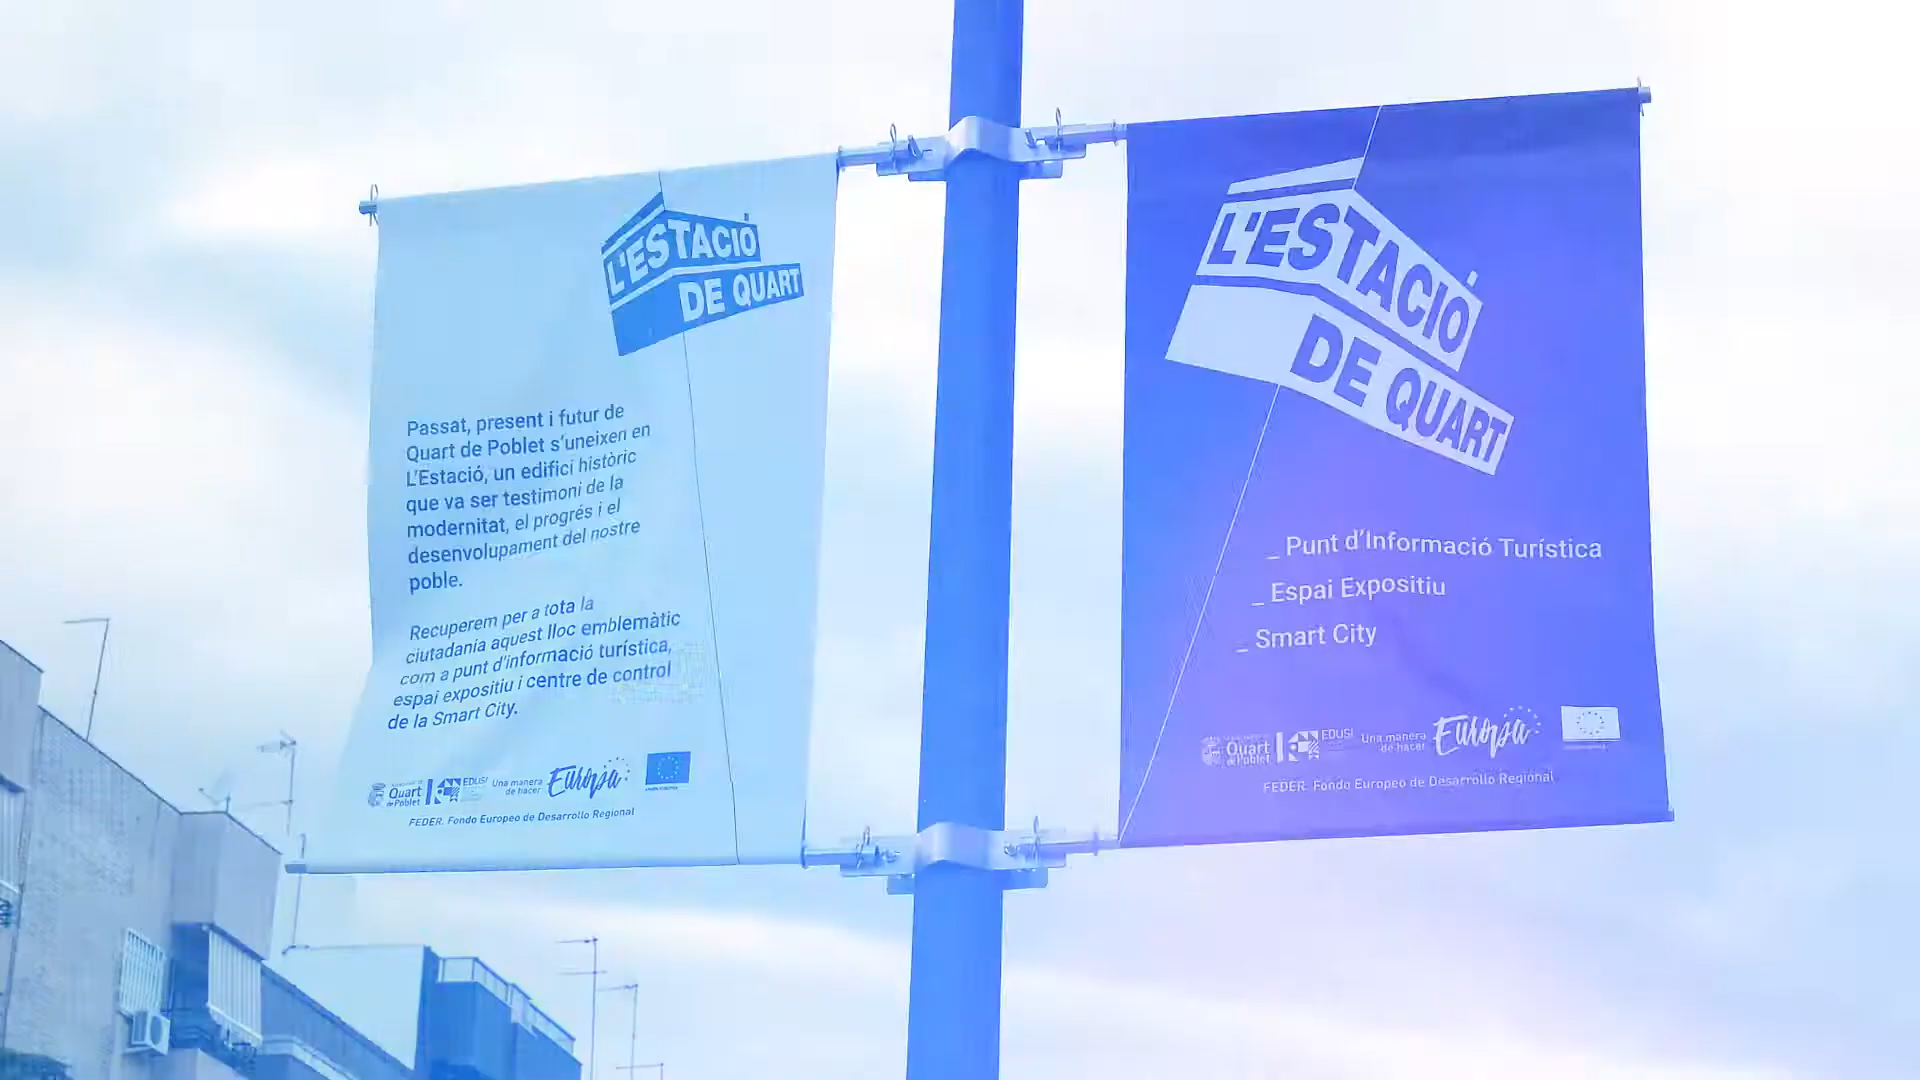 L'ESTACIÓ
DE QUART
Passat, present i futur de
Quart de Poblet s'uneixen en
L'Estació, un edifici històric
que va ser testimoni de la
modernitat, el progrés i el
desenvolupament del nostre
poble.
Recuperem per a tota la
ciutadania aquest lloc emblemàtic
com a punt d'informació turística,
espai expositiu i centre de control
de la Smart City.
Quart
de Poblet
EDUSI
Una manera
de hacer
Europa
FEDER. Fondo Europeo de Desarrollo Regional
L'ESTACIÓ
DE QUART
_ Punt d'Informació Turística
_ Espai Expositiu
_ Smart City
Quart
de Poblet
EDUSI
Una manera
de hacer
Europa
FEDER. Fondo Europeo de Desarrollo Regional